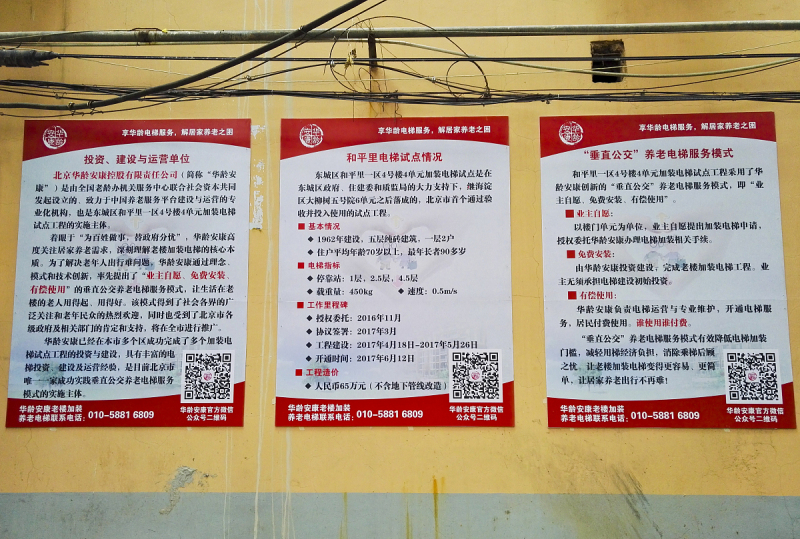 享华龄电梯服务，解居家养老之困
投资、建设与运营单位
北京华龄安康控股有限责任公司（简称“华龄安
康”）是由全国老龄办机关服务中心联合社会资本共同
发起设立的、致力于中国养老服务平台建设与运营的专
业化机构，也是东城区和平里一区4号楼4单元加装电梯
试点工程的实施主体。
着眼于“为百姓做事，替政府分忧”，华龄安康高
度关注居家养老需求，深刻理解老楼加装电梯的核心本
质。为了解决老年人出行难问题，华龄安康通过理念、
模式和技术创新，率先提出了“业主自愿、免费安装、
有偿使用”的垂直公交养老电梯服务模式，让生活在老
楼的老人用得起、用得好。该模式得到了社会各界的广
泛关注和老年民众的热烈欢迎，同时也受到了北京市各
级政府及相关部门的肯定和支持，将在全市进行推广。
华龄安康已经在本市多个区成功完成了多个加装电
梯试点工程的投资与建设，具有丰富的电
梯投资、建设及运营经验，是目前北京市
唯一一家成功实践垂直公交养老电梯服务
模式的实施主体。
华龄安康老楼加装
养老电梯联系电话：010-5881 6809
华龄安康官方微信
公众号二维码
享华龄电梯服务，解居家养老之困
和平里电梯试点情况
东城区和平里一区4号楼4单元加装电梯试点工程是在
东城区政府、住建委和质监局的大力支持下，继海淀
区大柳树五号院6单元之后落成的，北京市首个通过验
收并投入使用的试点工程。
基本情况
1962年建设，五层纯砖建筑，一层2户
住户平均年龄70岁以上，最年长者90多岁
电梯指标
停靠站：1层，2.5层，4.5层
载重量：450kg 速度：0.5m/s
工作里程碑
授权委托：2016年11月
协议签署：2017年3月
工程建设：2017年4月18日-2017年5月26日
开通时间：2017年6月12日
工程造价
人民币65万元（不含地下管线改造）
华龄安康老楼加装
养老电梯联系电话：010-5881 6809
华龄安康官方微信
公众号二维码
享华龄电梯服务，解居家养老之困
“垂直公交”养老电梯服务模式
和平里一区4号楼4单元加装电梯试点工程采用了华
龄安康创新的“垂直公交”养老电梯服务模式，即“业主
自愿、免费安装、有偿使用”。
业主自愿：
以楼门单元为单位，业主自愿提出加装电梯申请，
授权委托华龄安康办理电梯加装相关手续。
免费安装：
由华龄安康投资建设，完成老楼加装电梯工程。业
主无须承担电梯建设初始投资。
有偿使用：
华龄安康负责电梯运营与专业维护，开通电梯服
务，居民付费使用。谁使用谁付费。
“垂直公交”养老电梯服务模式有效降低电梯加装
门槛，减轻用梯经济负担，消除乘梯后顾
之忧，让老楼加装电梯变得更容易、更简
单，让居家养老出行不再难！
华龄安康老楼加装
养老电梯联系电话：010-5881 6809
华龄安康官方微信
公众号二维码